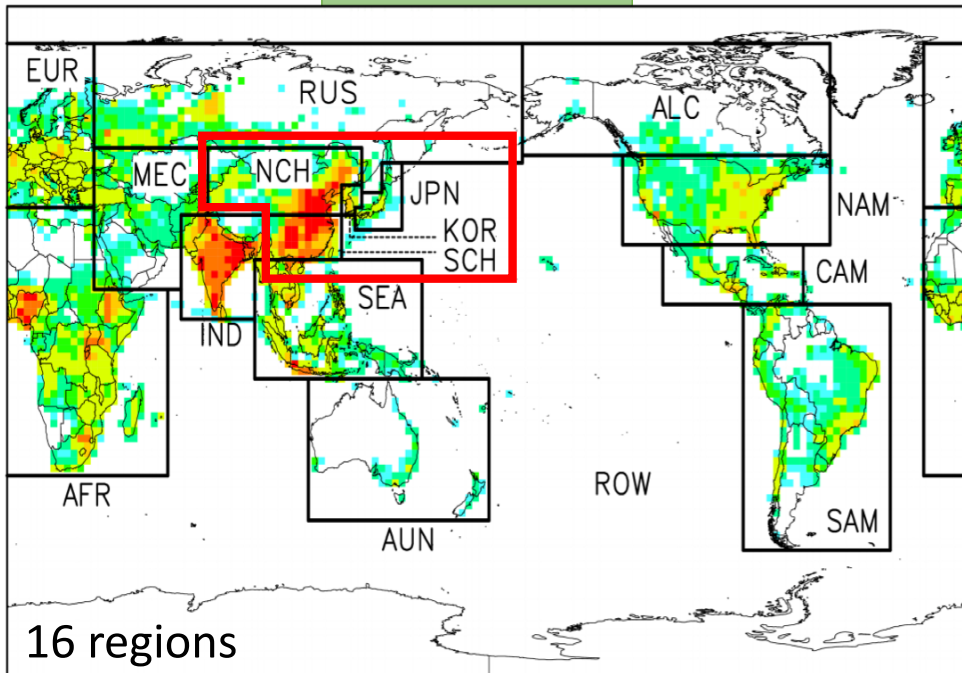 EUR
RUS
ALC
MEC
NCH
JPN
NAM
KOR
SCH
CAM
SEA
IND
ROW
AFR
SAM
AUN
16 regions